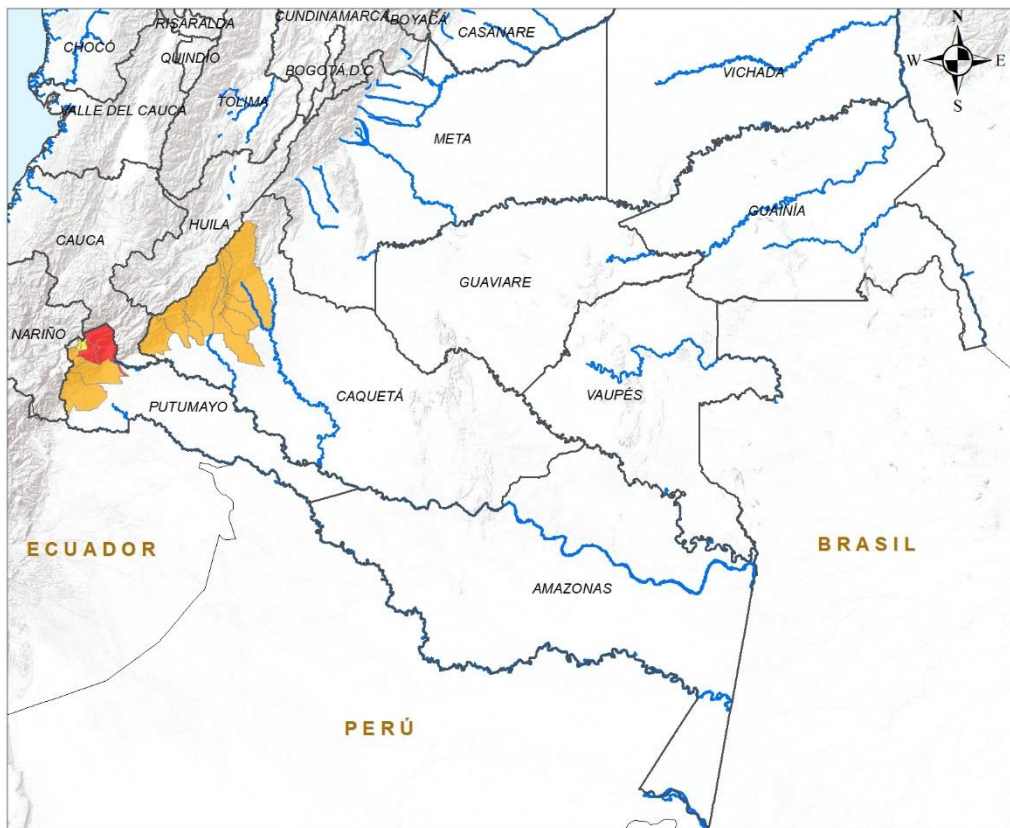 CUNDINAMARCA
BOYACÁ
RISARALDA
CASANARE
N
CHOCÓ
QUINDÍO
BOGOTÁ,D.C
VICHADA
W
E
S
VALLE DEL CAUCA
TOLIMA
META
GUAINÍA
HUILA
CAUCA
GUAVIARE
NARIÑO
CAQUETÁ
VAUPÉS
PUTUMAYO
ECUADOR
BRASIL
AMAZONAS
PERÚ